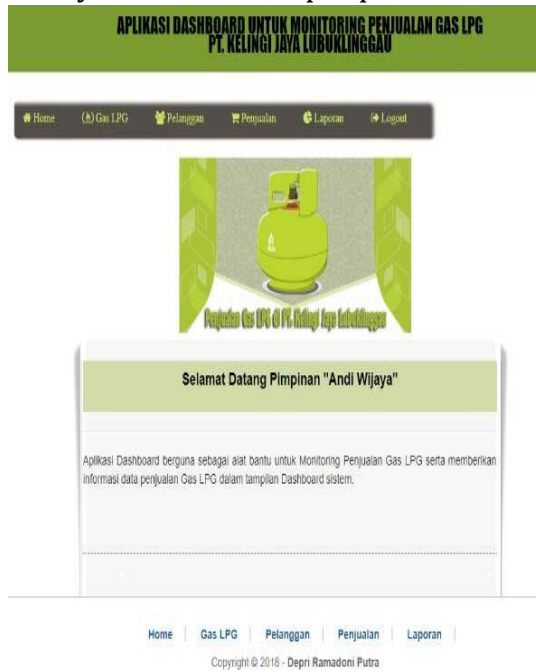 APLIKASI DASHBOARD UNTUK MONITORING PENJUALAN GAS LPG
PT. KELINGI JAYA LUBUKLINGGAU
Home Gas LPG Pelanggan Penjualan Laporan Logout
Penjualan Gas LPG di PT. Kelingi Jaya Lubuklinggau
Selamat Datang Pimpinan "Andi Wijaya"
Aplikasi Dashboard berguna sebagai alat bantu untuk Monitoring Penjualan Gas LPG serta memberikan
informasi data penjualan Gas LPG dalam tampilan Dashboard sistem.
Home Gas LPG Pelanggan Penjualan Laporan
Copyright © 2018 - Depri Ramadoni Putra